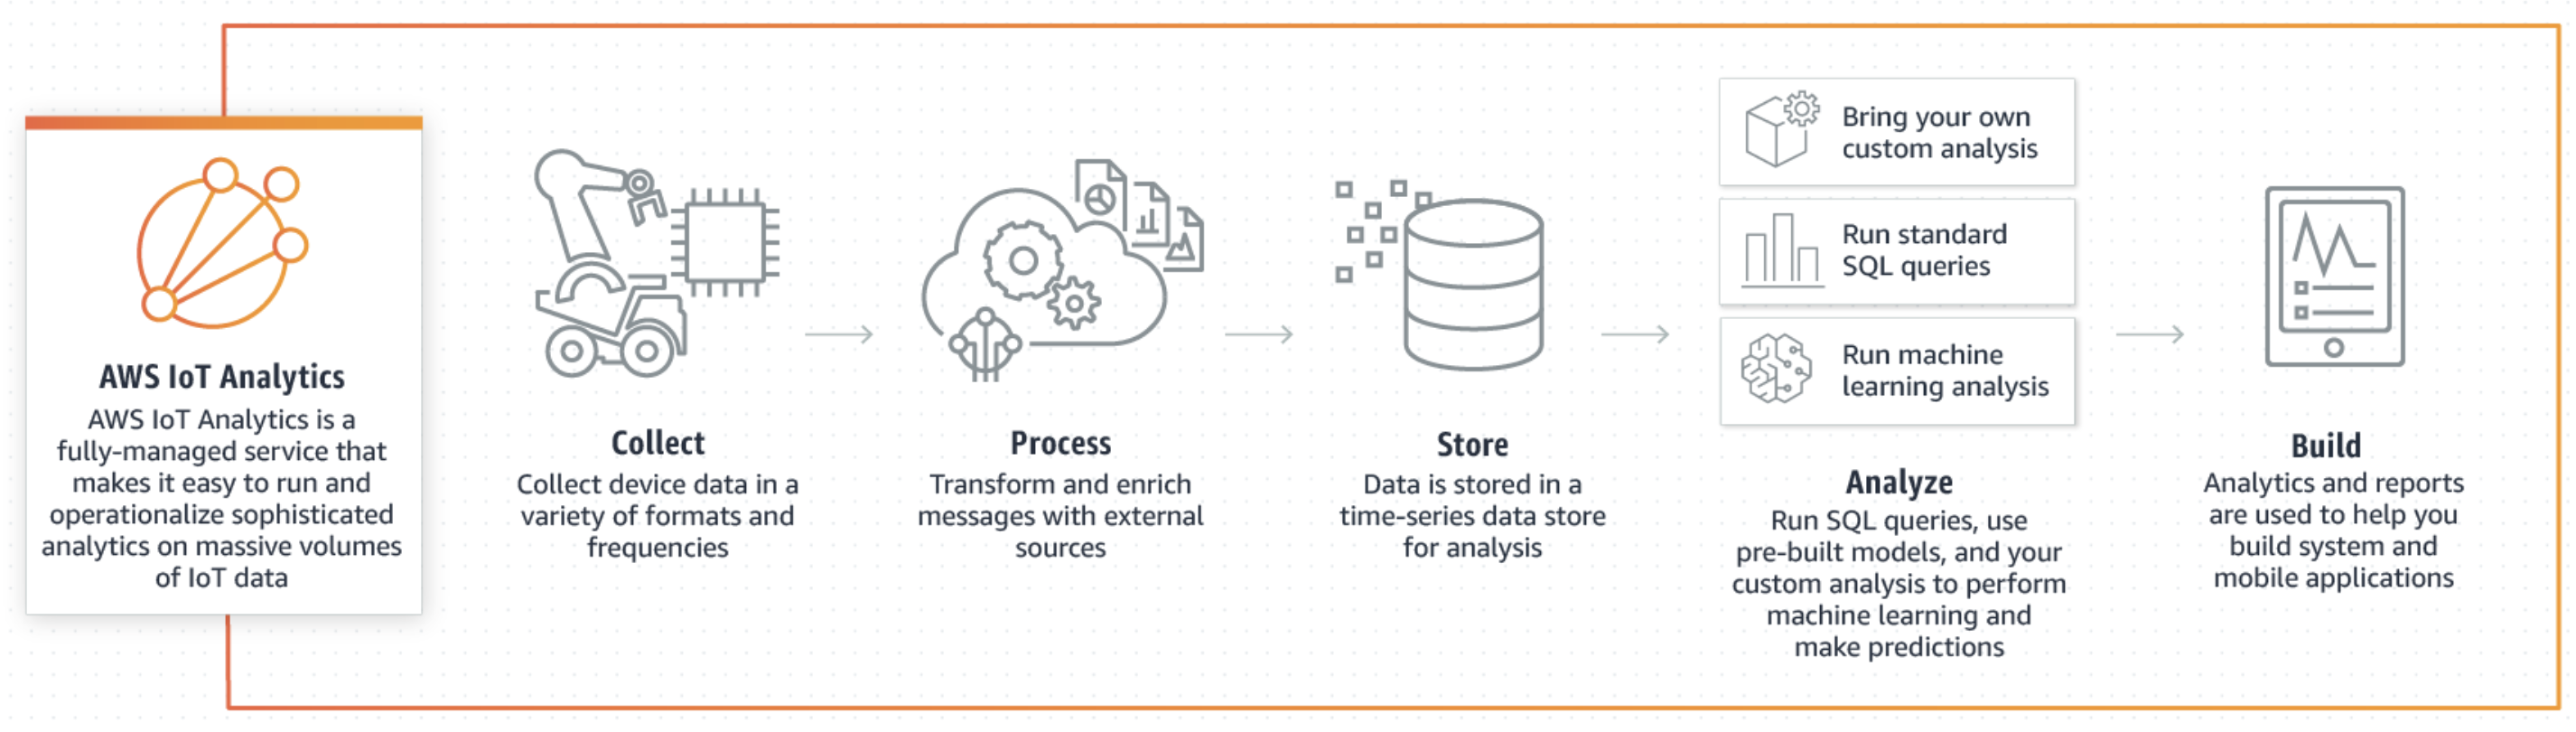 AWS IoT Analytics
AWS IoT Analytics is a
fully-managed service that
makes it easy to run and
operationalize sophisticated
analytics on massive volumes
of IoT data
Collect
Collect device data in a
variety of formats and
frequencies
Process
Transform and enrich
messages with external
sources
Store
Data is stored in a
time-series data store
for analysis
Bring your own
custom analysis
Run standard
SQL queries
Run machine
learning analysis
Analyze
Run SQL queries, use
pre-built models, and your
custom analysis to perform
machine learning and
make predictions
Build
Analytics and reports
are used to help you
build system and
mobile applications